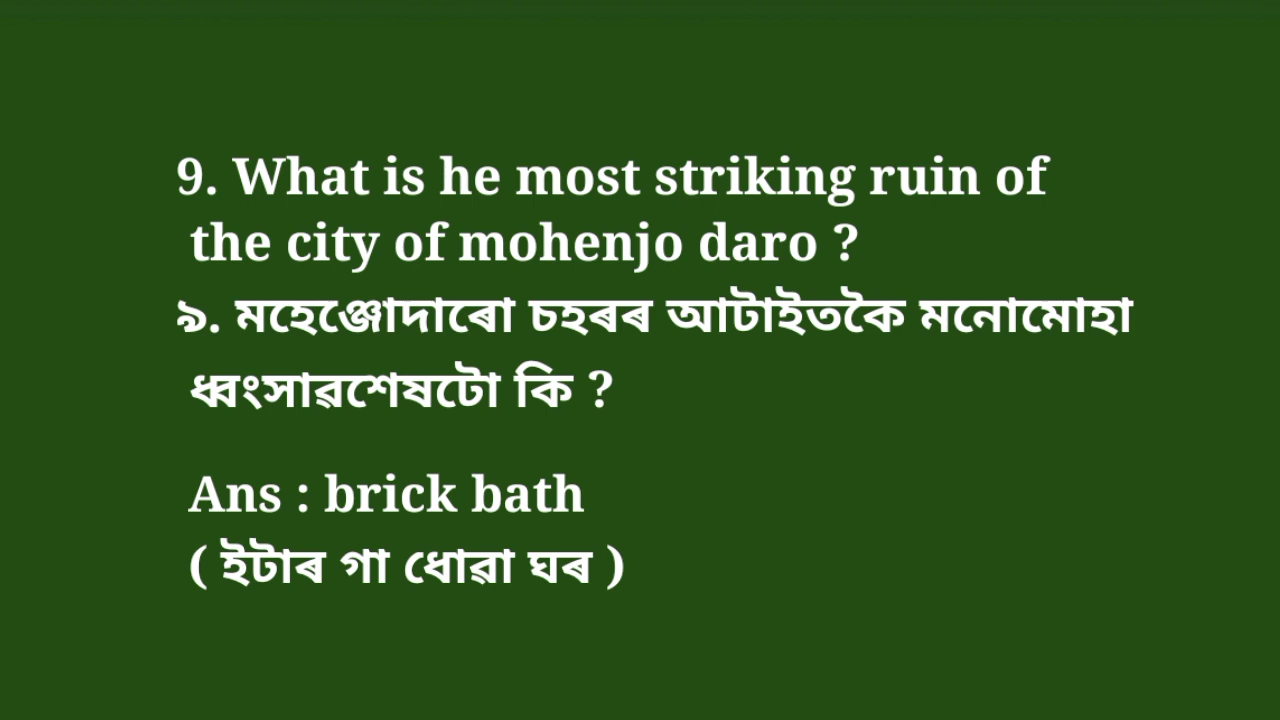 9. What is he most striking ruin of
the city of mohenjo daro ?
৯. মহেঞ্জোদাৰো চহৰৰ আটাইতকৈ মনোমোহা
ধ্বংসাৱশেষটো কি ?
Ans : brick bath
( ইটাৰ গা ধোৱা ঘৰ )